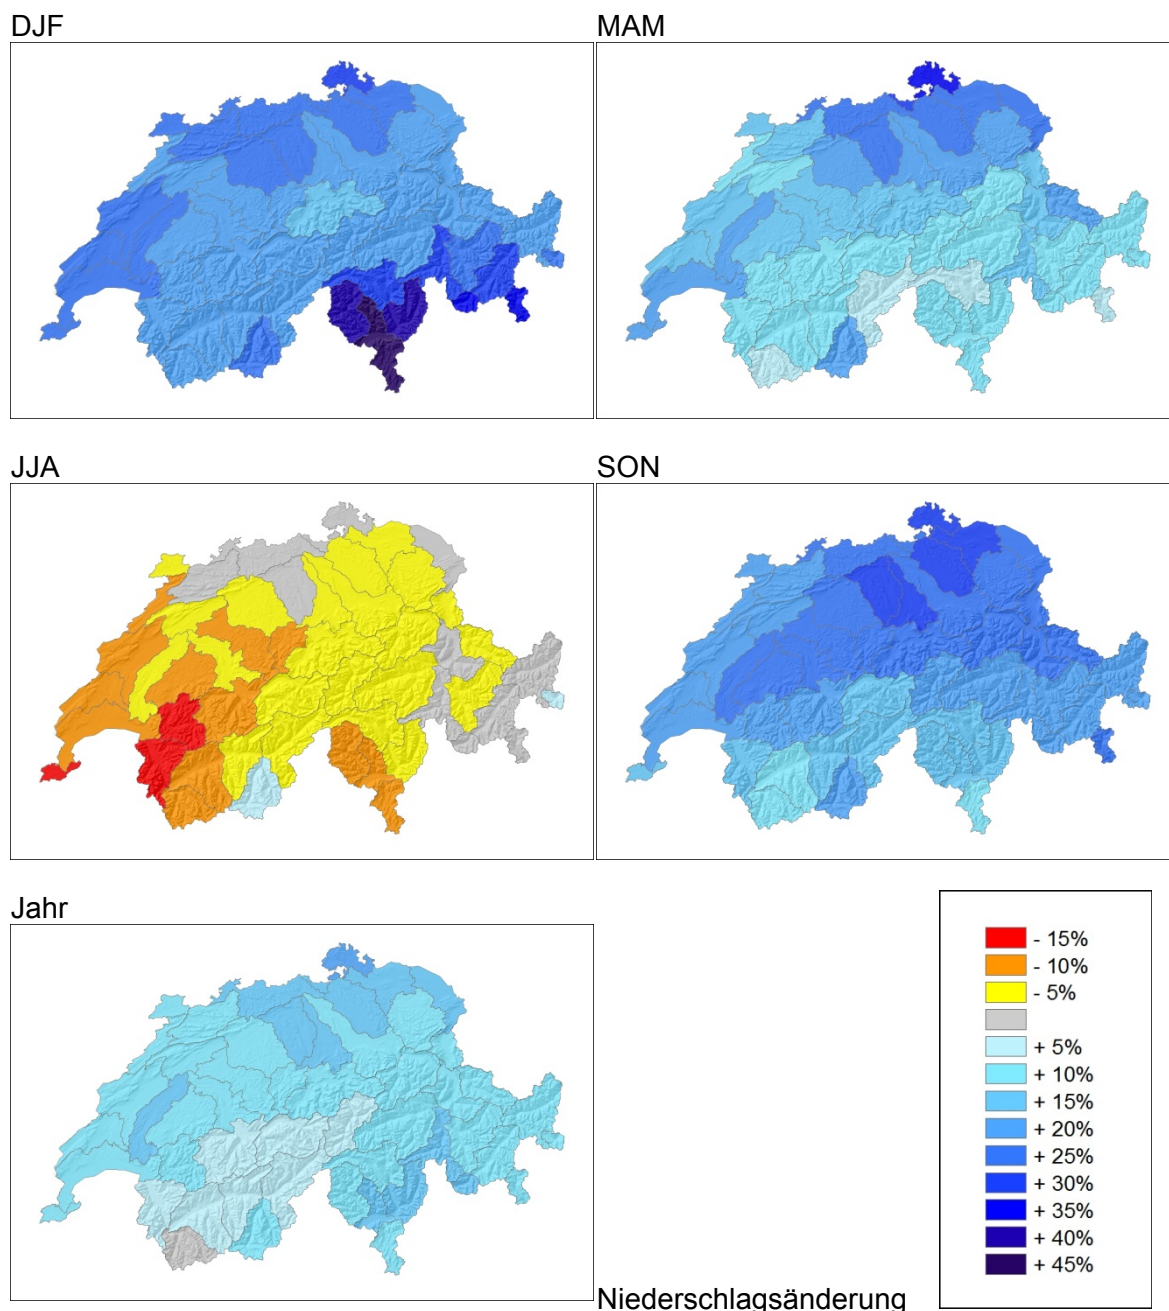 DJF
MAM
JJA
SON
Jahr
- 15%
- 10%
- 5%
+ 5%
+ 10%
+ 15%
+ 20%
+ 25%
+ 30%
+ 35%
+ 40%
+ 45%
Niederschlagsänderung